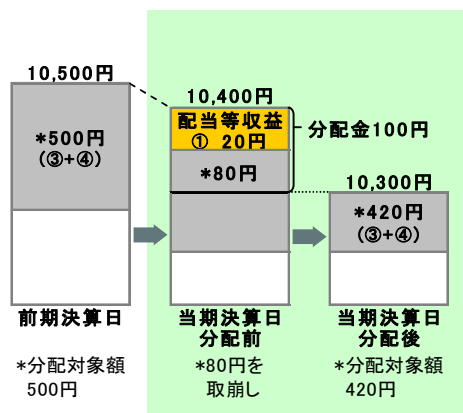 10,500円
*500円
(③+④)
前期決算日
*分配対象額
500円
10,400円
配当等収益
① 20円
*80円
分配金100円
当期決算日
分配前
*80円を
取崩し
10,300円
*420円
(③+④)
当期決算日
分配後
*分配対象額
420円